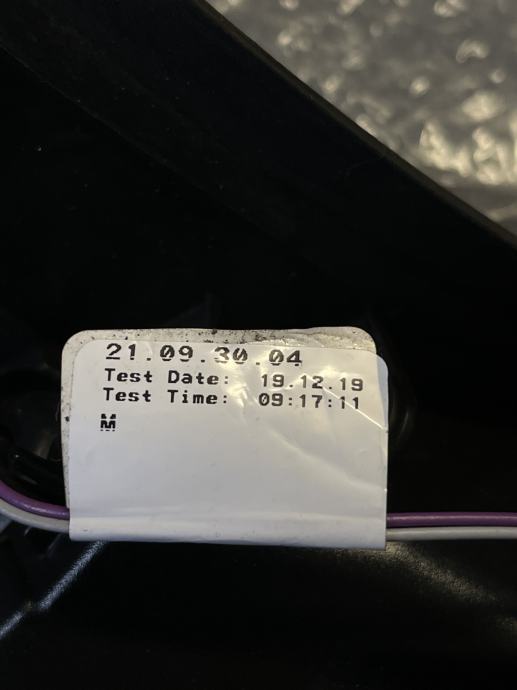 21.09.30.04
Test Date: 19.12.19
Test Time: 09:17:11
M